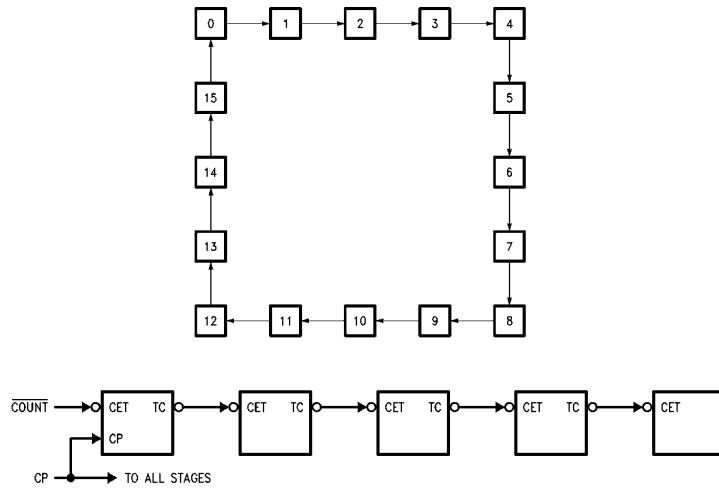 0 1 2 3 4
15 5
14 6
13 7
12 11 10 9 8
COUNT CET TC CET TC CET TC CET TC CET
CP
CP TO ALL STAGES